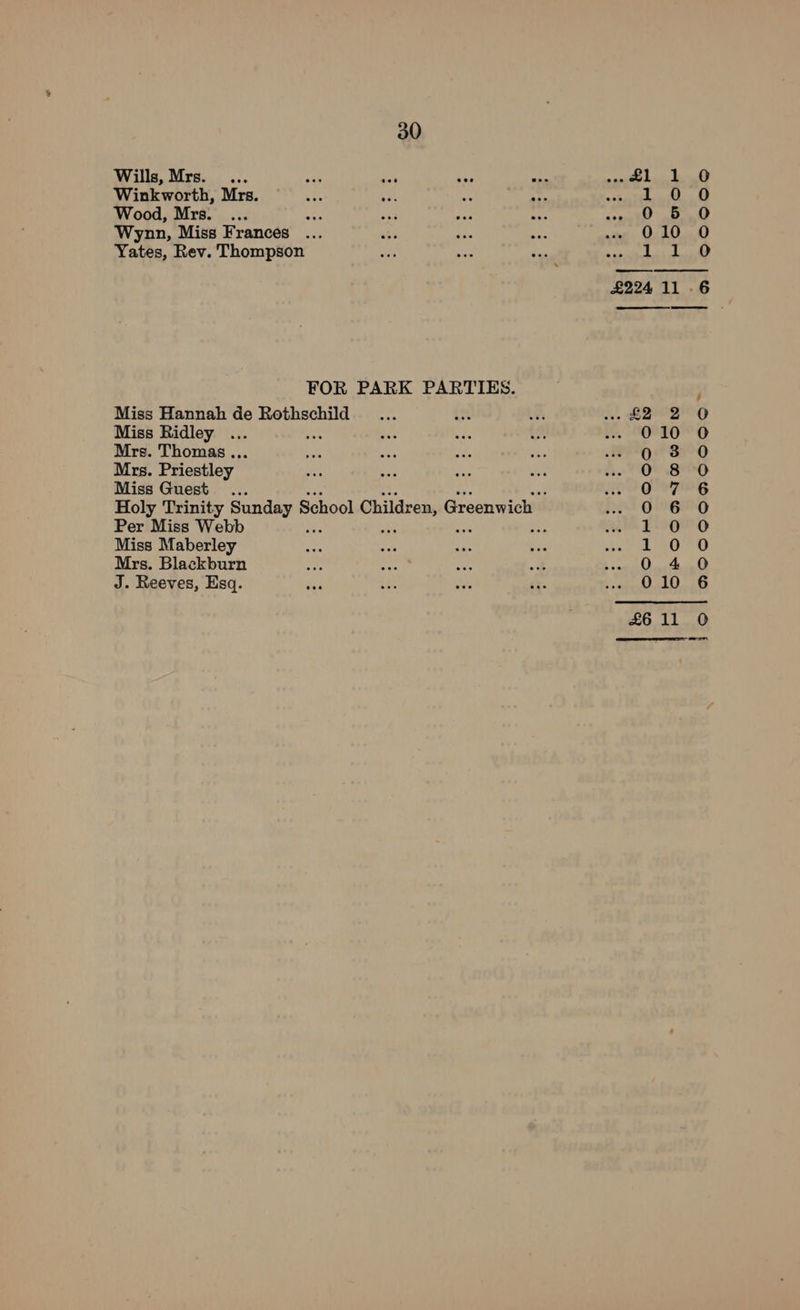 30
Wills, Mrs. ... ... ... ... ... ... £1 1 0
Winkworth, Mrs. ... ... ... ... ... 1 0 0
Wood, Mrs. ... ... ... ... ... ... 0 5 0
Wynn, Miss Frances ... ... ... ... ... 0 10 0
Yates, Rev. Thompson ... ... ... ... 1 1 0
£224 11 6
FOR PARK PARTIES.
Miss Hannah de Rothschild ... ... ... ... £2 2 0
Miss Ridley ... ... ... ... ... ... 0 10 0
Mrs. Thomas ... ... ... ... ... ... 0 3 0
Mrs. Priestley ... ... ... ... ... 0 8 0
Miss Guest ... ... ... ... ... ... 0 7 6
Holy Trinity Sunday School Children, Greenwich ... 0 6 0
Per Miss Webb ... ... ... ... ... 1 0 0
Miss Maberley ... ... ... ... ... 1 0 0
Mrs. Blackburn ... ... ... ... ... 0 4 0
J. Reeves, Esq. ... ... ... ... ... 0 10 6
£6 11 0